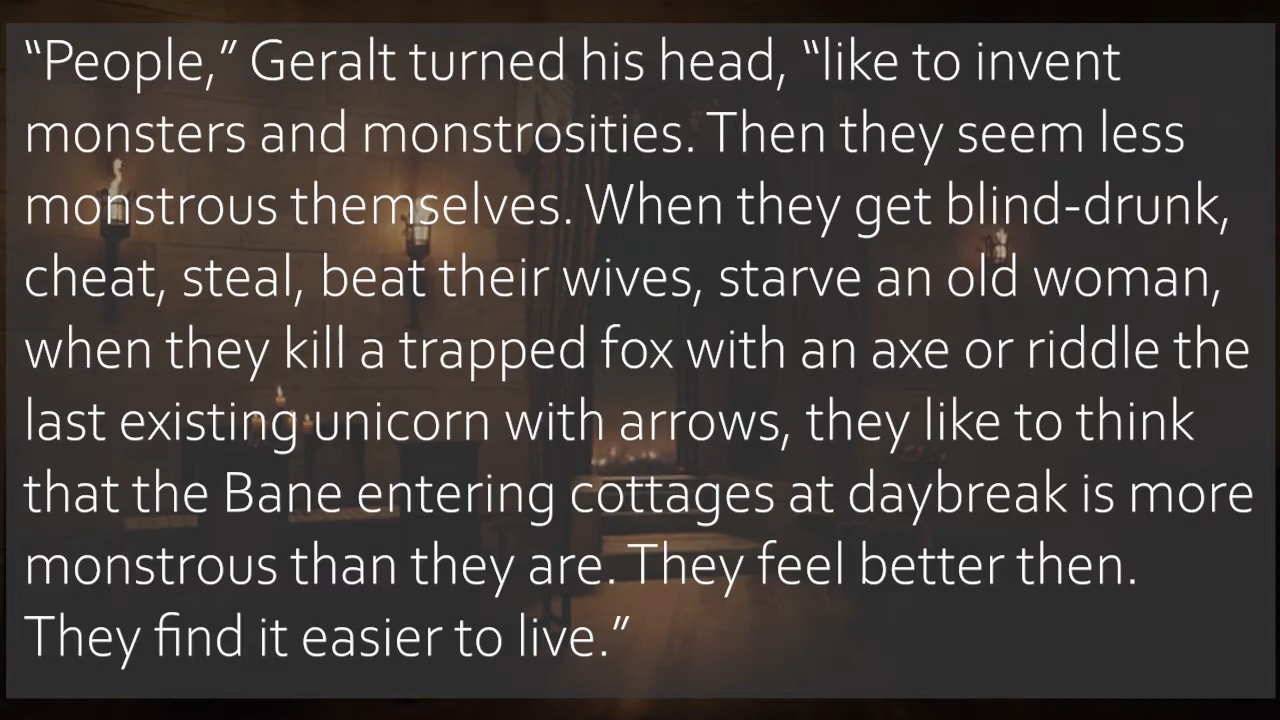 “People,” Geralt turned his head, “like to invent
monsters and monstrosities. Then they seem less
monstrous themselves. When they get blind-drunk,
cheat, steal, beat their wives, starve an old woman,
when they kill a trapped fox with an axe or riddle the
last existing unicorn with arrows, they like to think
that the Bane entering cottages at daybreak is more
monstrous than they are. They feel better then.
They find it easier to live.”